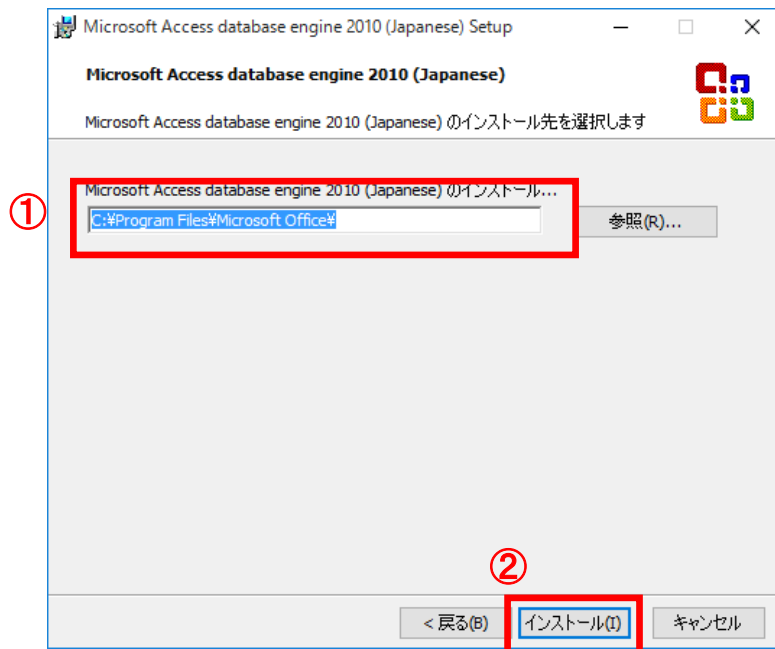 Microsoft Access database engine 2010 (Japanese) Setup
Microsoft Access database engine 2010 (Japanese)
Microsoft Access database engine 2010 (Japanese) のインストール先を選択します
Microsoft Access database engine 2010 (Japanese) のインストール...
①
C:¥Program Files¥Microsoft Office¥
参照(R)...
②
< 戻る(B)
インストール(I)
キャンセル